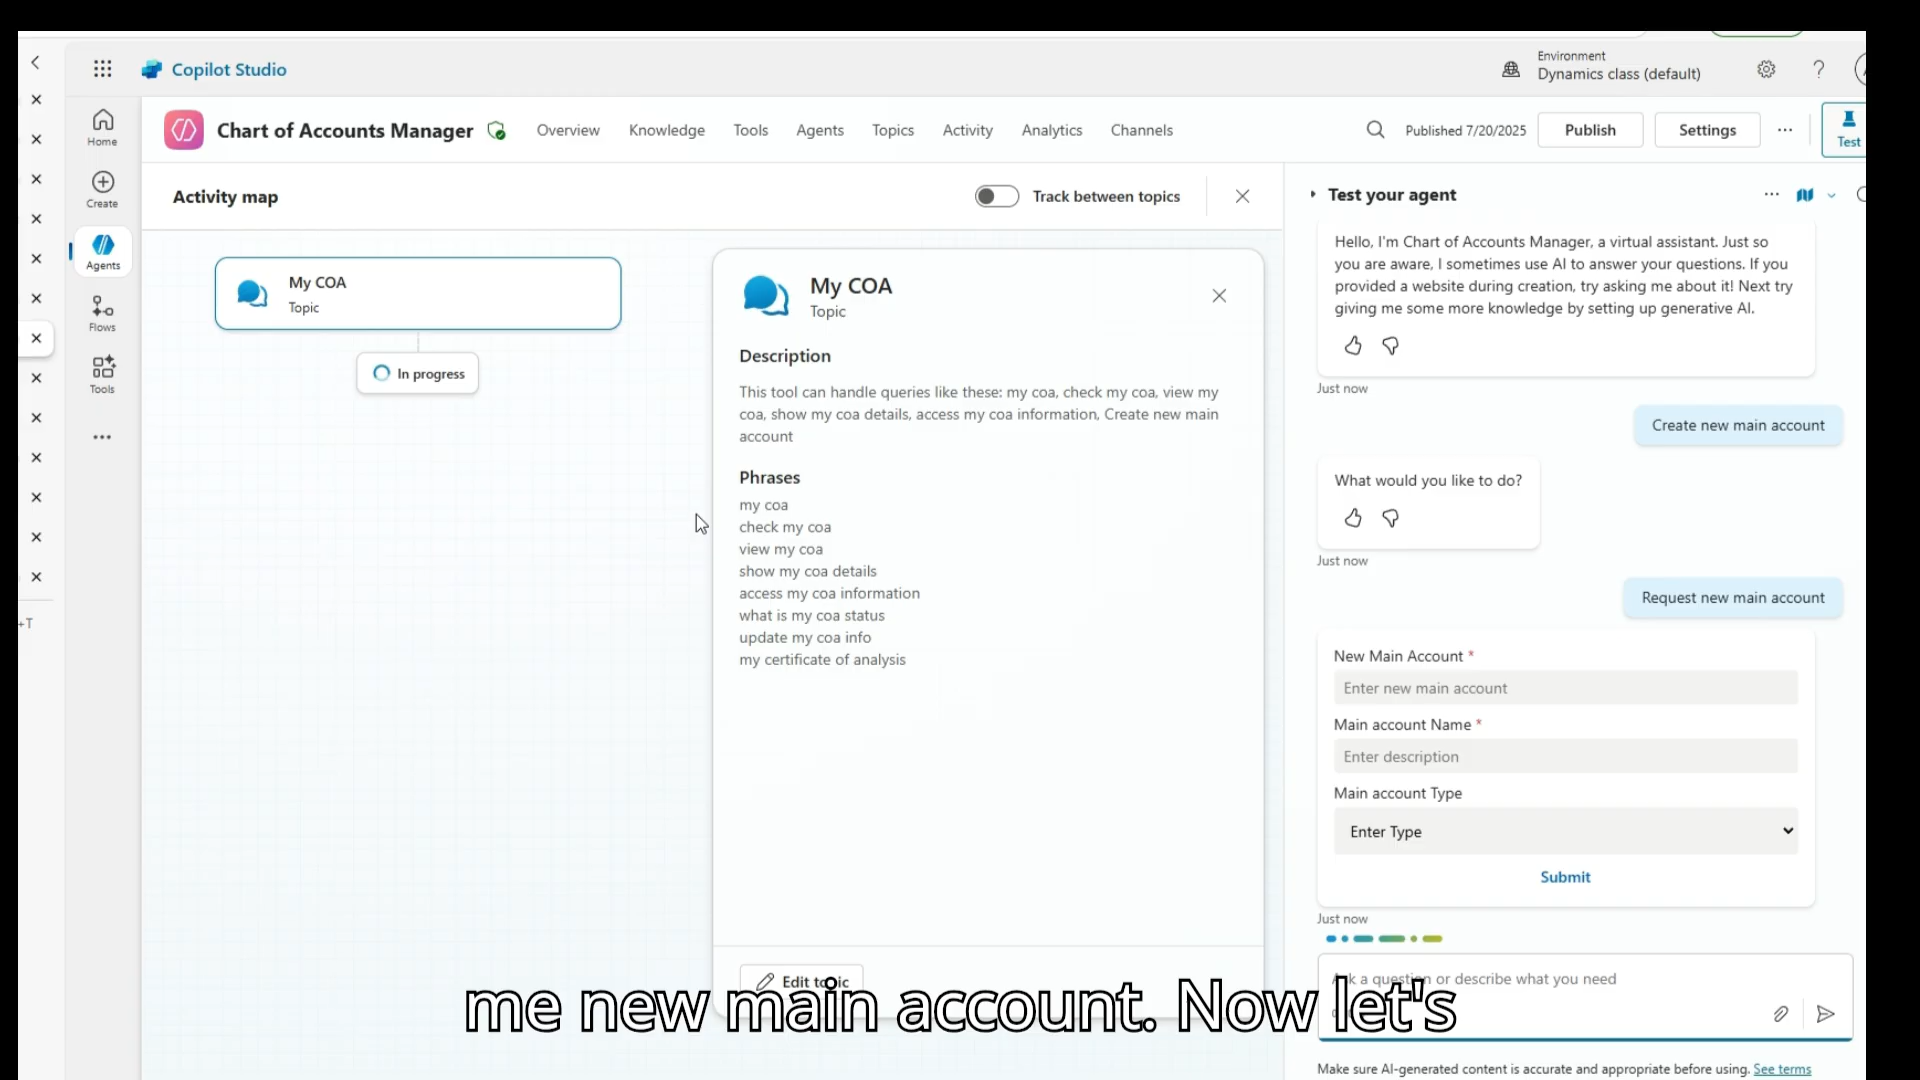 Copilot Studio
Environment
Dynamics class (default)
Home
Create
Agents
Flows
Tools
+T
Chart of Accounts Manager
Overview
Knowledge
Tools
Agents
Topics
Activity
Analytics
Channels
Published 7/20/2025
Publish
Settings
Test
Activity map
Track between topics
My COA
Topic
In progress
My COA
Topic
Description
This tool can handle queries like these: my coa, check my coa, view my
coa, show my coa details, access my coa information, Create new main
account
Phrases
my coa
check my coa
view my coa
show my coa details
access my coa information
what is my coa status
update my coa info
my certificate of analysis
Edit topic
Test your agent
Hello, I'm Chart of Accounts Manager, a virtual assistant. Just so
you are aware, I sometimes use AI to answer your questions. If you
provided a website during creation, try asking me about it! Next try
giving me some more knowledge by setting up generative AI.
Just now
Create new main account
What would you like to do?
Just now
Request new main account
New Main Account *
Enter new main account
Main account Name *
Enter description
Main account Type
Enter Type
Submit
Just now
Ask a question or describe what you need
Make sure AI-generated content is accurate and appropriate before using. See terms
me new main account. Now let's